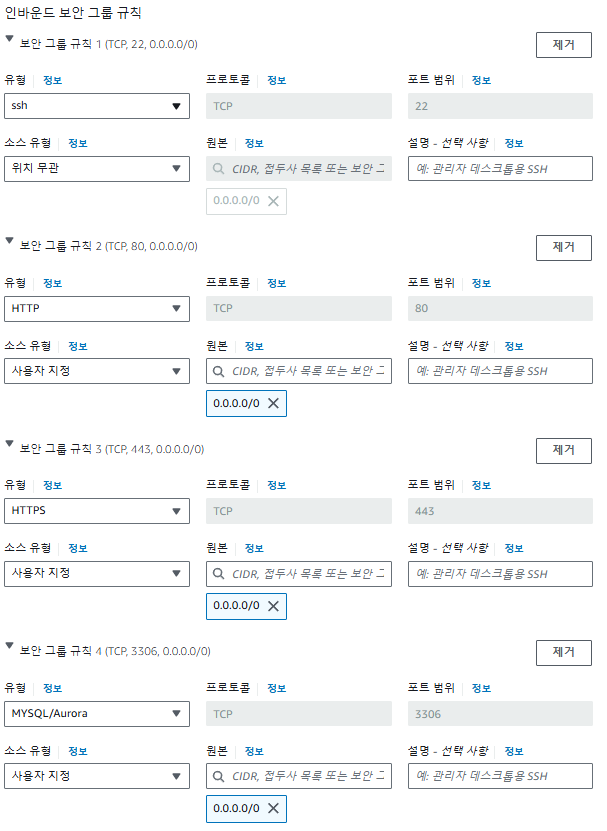 인바운드 보안 그룹 규칙
보안 그룹 규칙 1 (TCP, 22, 0.0.0.0/0) 제거
유형 정보 프로토콜 정보 포트 범위 정보
ssh TCP 22
소스 유형 정보 원본 정보 설명 - 선택 사항 정보
위치 무관 CIDR, 접두사 목록 또는 보안 그 예: 관리자 데스크톱용 SSH
0.0.0.0/0
보안 그룹 규칙 2 (TCP, 80, 0.0.0.0/0) 제거
유형 정보 프로토콜 정보 포트 범위 정보
HTTP TCP 80
소스 유형 정보 원본 정보 설명 - 선택 사항 정보
사용자 지정 CIDR, 접두사 목록 또는 보안 그 예: 관리자 데스크톱용 SSH
0.0.0.0/0
보안 그룹 규칙 3 (TCP, 443, 0.0.0.0/0) 제거
유형 정보 프로토콜 정보 포트 범위 정보
HTTPS TCP 443
소스 유형 정보 원본 정보 설명 - 선택 사항 정보
사용자 지정 CIDR, 접두사 목록 또는 보안 그 예: 관리자 데스크톱용 SSH
0.0.0.0/0
보안 그룹 규칙 4 (TCP, 3306, 0.0.0.0/0) 제거
유형 정보 프로토콜 정보 포트 범위 정보
MYSQL/Aurora TCP 3306
소스 유형 정보 원본 정보 설명 - 선택 사항 정보
사용자 지정 CIDR, 접두사 목록 또는 보안 그 예: 관리자 데스크톱용 SSH
0.0.0.0/0